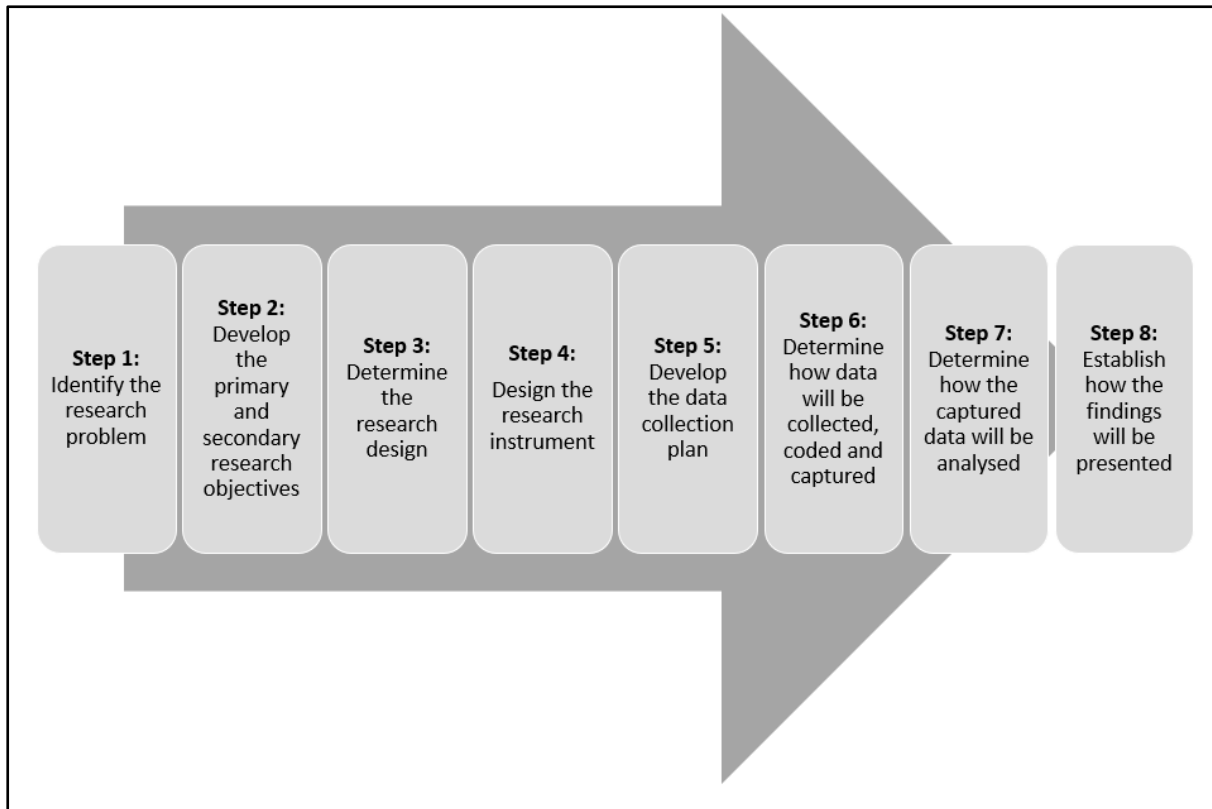 Step 1:
Identify the
research
problem
Step 2:
Develop
the
primary
and
secondary
research
objectives
Step 3:
Determine
the
research
design
Step 4:
Design the
research
instrument
Step 5:
Develop
the data
collection
plan
Step 6:
Determine
how data
will be
collected,
coded and
captured
Step 7:
Determine
how the
captured
data will be
analysed
Step 8:
Establish
how the
findings
will be
presented